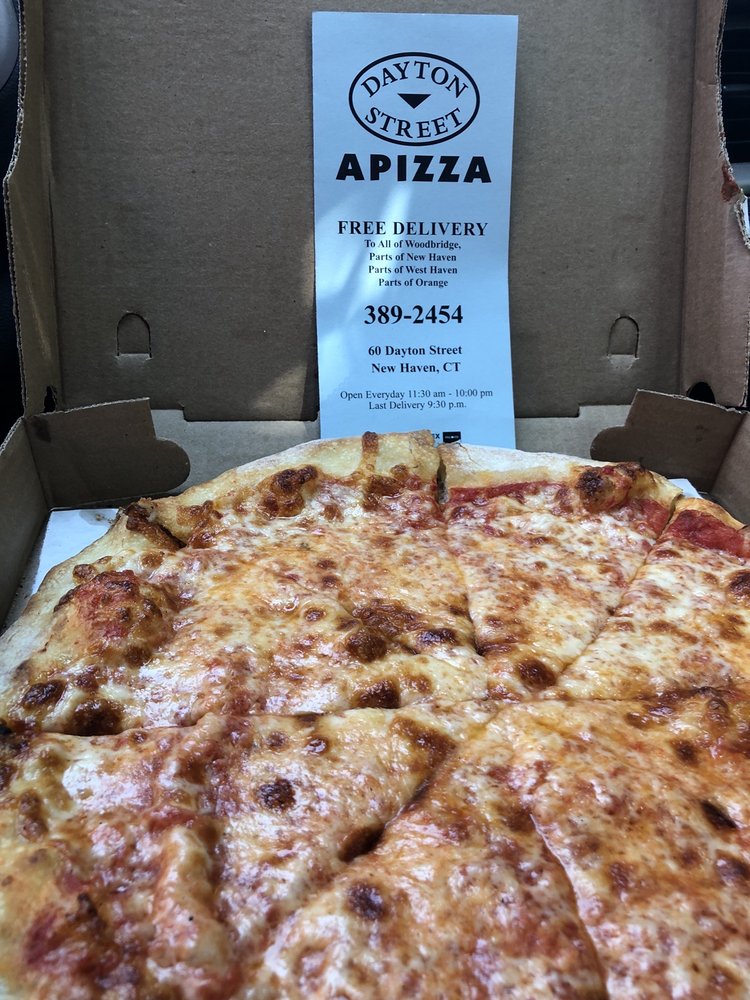 DAYTON
STREET
APIZZA
FREE DELIVERY
To All of Woodbridge,
Parts of New Haven
Parts of West Haven
Parts of Orange
389-2454
60 Dayton Street
New Haven, CT
Open Everyday 11:30 am - 10:00 pm
Last Delivery 9:30 p.m.